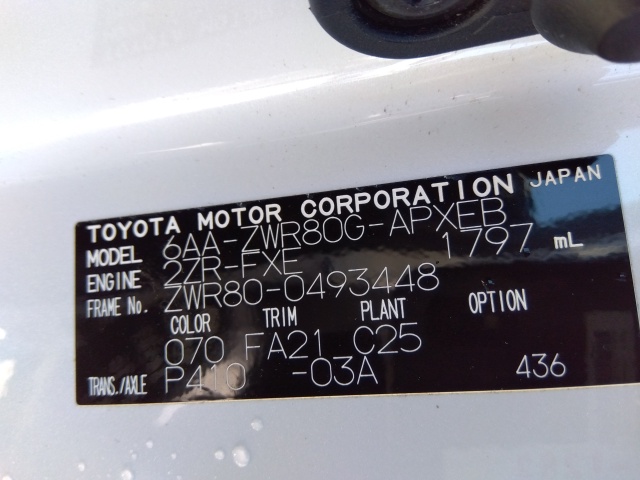 TOYOTA MOTOR CORPORATION JAPAN
MODEL 6AA-ZWR80G-APXEB
ENGINE 2ZR-FXE 1797 mL
FRAME No. ZWR80-0493448
COLOR TRIM PLANT OPTION
070 FA21 C25
TRANS./AXLE P410 -03A 436